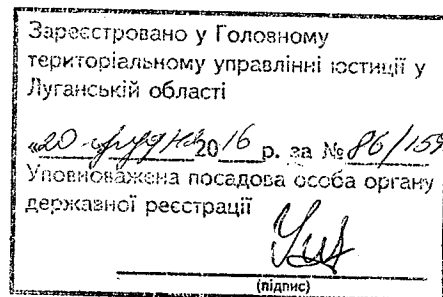 Зареєстровано у Головному
територіальному управлінні юстиції у
Луганській області
«20 грудня 2016 р. за № 86/159
Уповноважена посадова особа органу
державної реєстрації
(підпис)